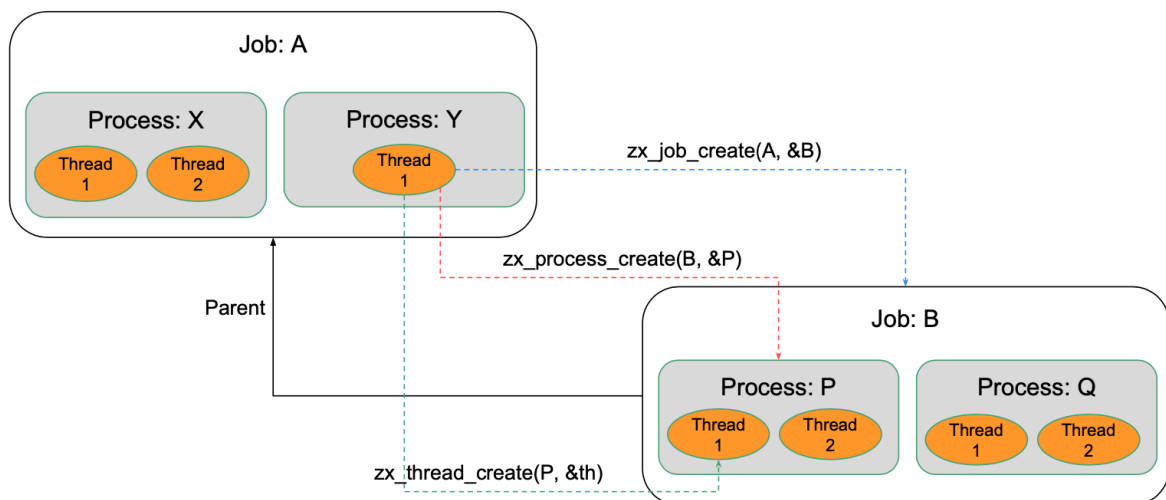 Job: A
Process: X
Thread
1
Thread
2
Process: Y
Thread
1
zx_job_create(A, &B)
zx_process_create(B, &P)
Parent
Job: B
Process: P
Thread
1
Thread
2
Process: Q
Thread
1
Thread
2
zx_thread_create(P, &th)